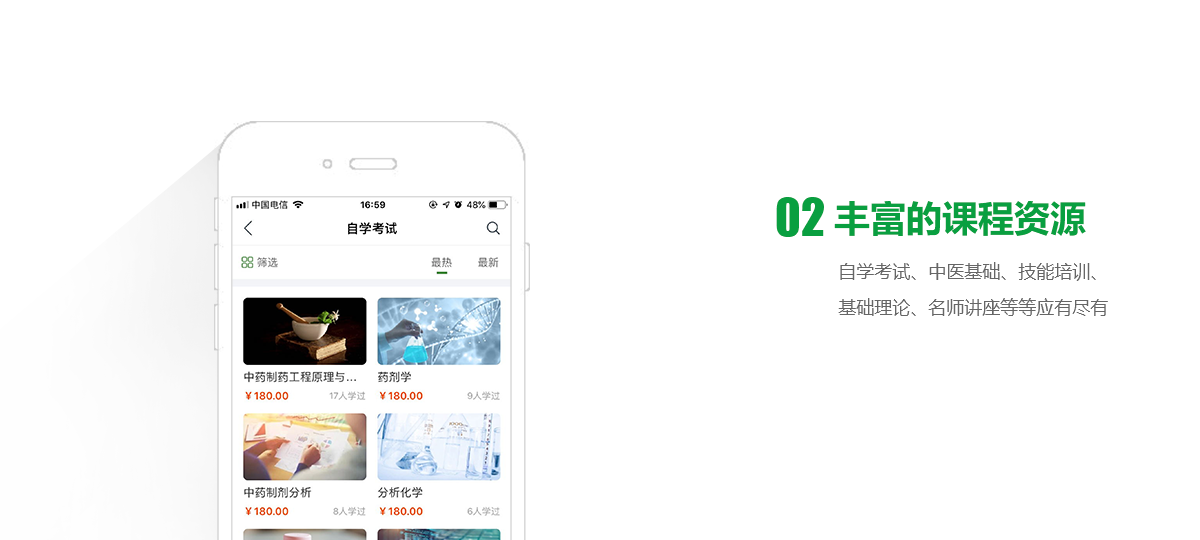 中国电信 16:59 48%
自学考试
筛选 最热 最新
中药制药工程原理与... 药剂学
￥180.00 17人学过 ￥180.00 9人学过
中药制剂分析 分析化学
￥180.00 8人学过 ￥180.00 6人学过
02 丰富的课程资源
自学考试、中医基础、技能培训、
基础理论、名师讲座等等应有尽有